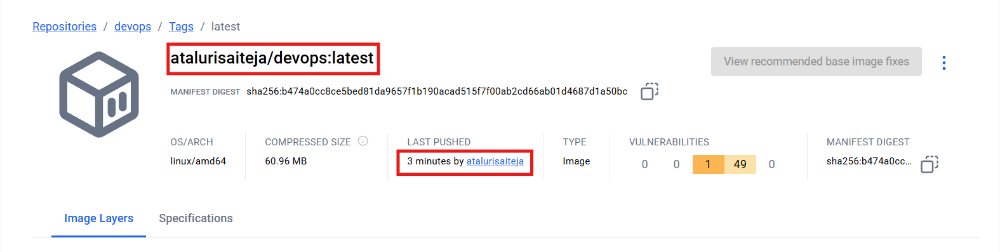 Repositories / devops / Tags / latest
atalurisaiteja/devops:latest
View recommended base image fixes
MANIFEST DIGEST sha256:b474a0cc8ce5bed81da9657f1b190acad515f7f00ab2cd66ab01d4687d1a50bc
OS/ARCH COMPRESSED SIZE LAST PUSHED TYPE VULNERABILITIES MANIFEST DIGEST
linux/amd64 60.96 MB 3 minutes by atalurisaiteja Image 0 0 1 49 0 sha256:b474a0cc...
Image Layers Specifications